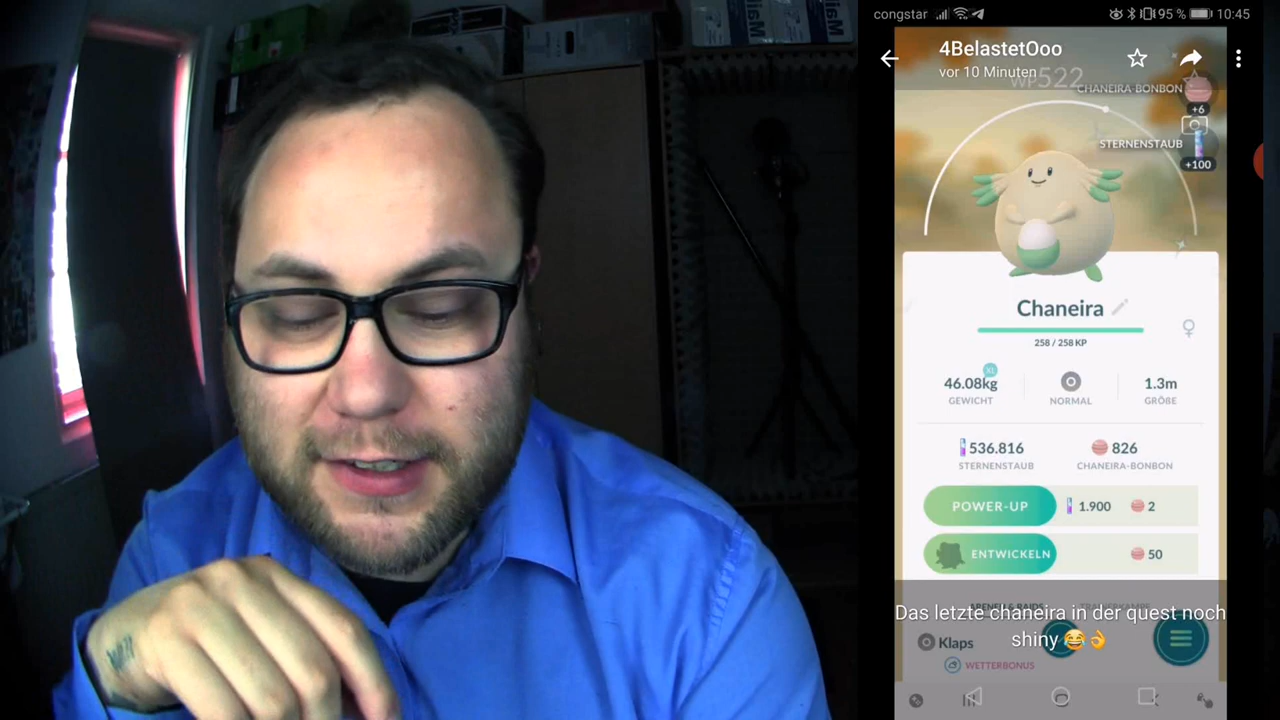 congstar 95 % 10:45
4BelastetOoo
vor 10 Minuten
WP522
CHANEIRA-BONBON
+6
STERNENSTAUB
+100
Chaneira
258 / 258 KP
XL
46.08kg
GEWICHT
NORMAL
1.3m
GRÖßE
536.816
STERNENSTAUB
826
CHANEIRA-BONBON
POWER-UP 1.900 2
ENTWICKELN 50
Das letzte chaneira in der quest noch
shiny 😂👌
Klaps
WETTERBONUS